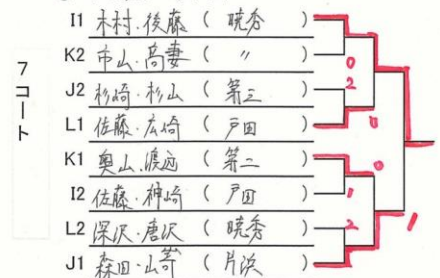 7コート
I1 木村・後藤 ( 暁秀 )
K2 市山・高妻 ( 〃 )
J2 杉崎・杉山 ( 第三 )
L1 佐藤・広崎 ( 戸田 )
K1 奥山・渡辺 ( 第二 )
I2 佐藤・神崎 ( 戸田 )
L2 深沢・唐沢 ( 暁秀 )
J1 森田・山嵜 ( 片浜 )
0
2
0
0
1
2
1